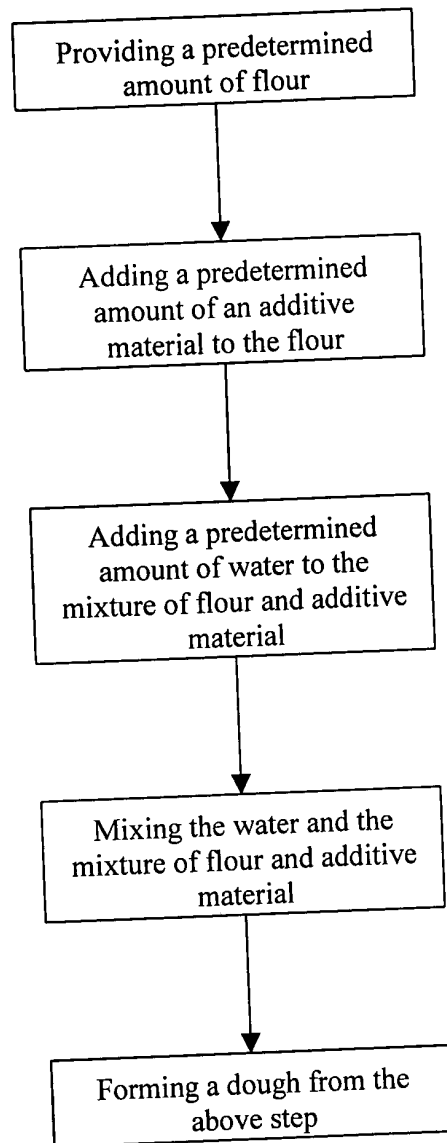 Providing a predetermined
amount of flour
Adding a predetermined
amount of an additive
material to the flour
Adding a predetermined
amount of water to the
mixture of flour and additive
material
Mixing the water and the
mixture of flour and additive
material
Forming a dough from the
above step